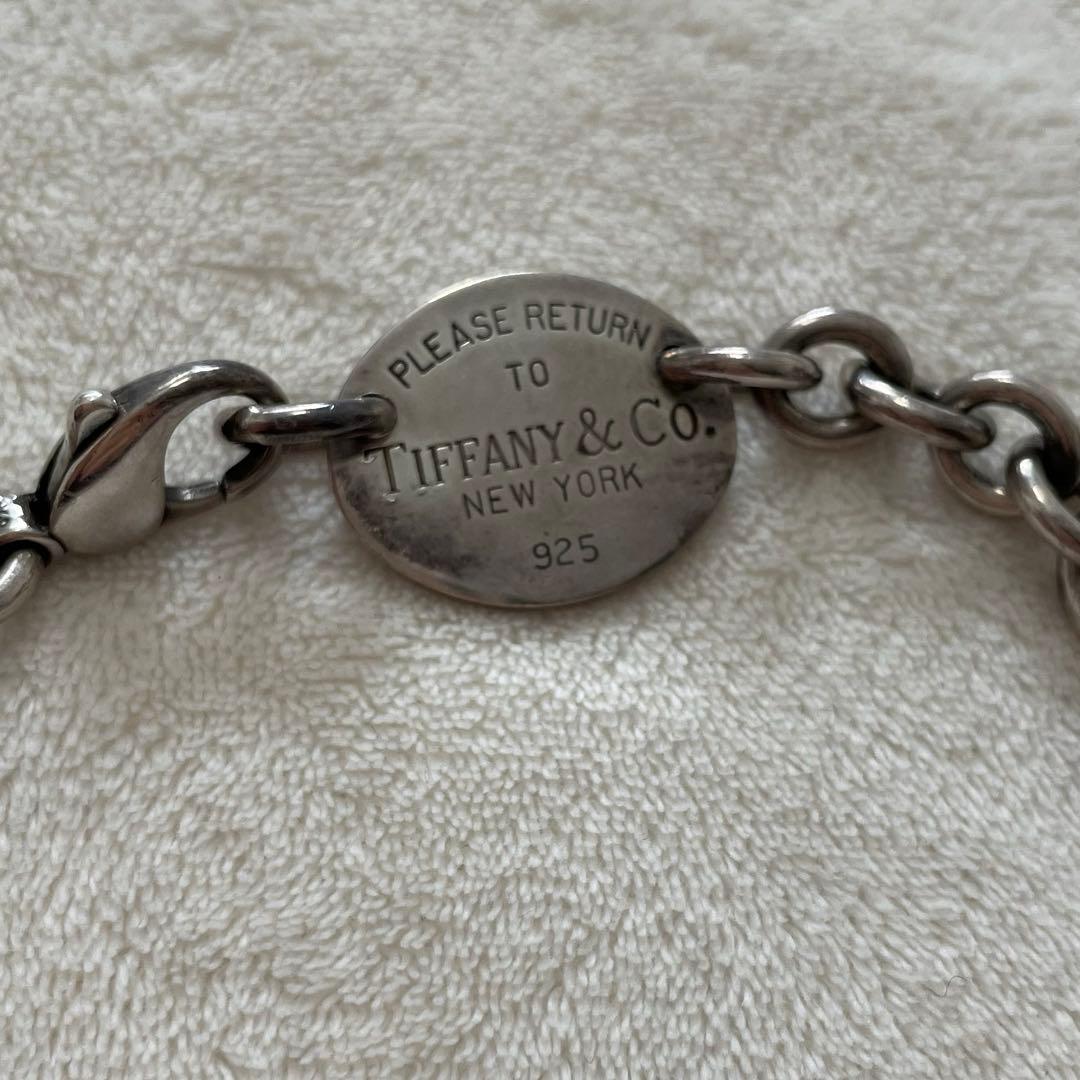 PLEASE RETURN
TO
TIFFANY & CO.
NEW YORK
925